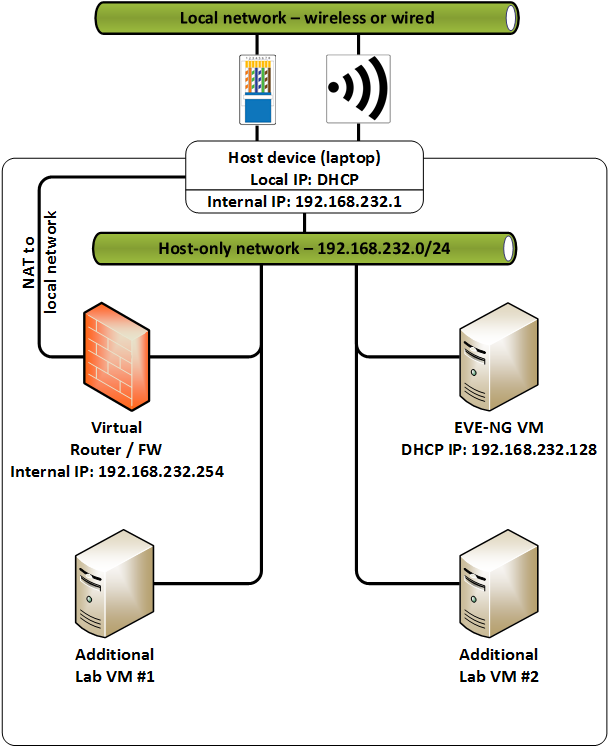 Local network – wireless or wired
Host device (laptop)
Local IP: DHCP
Internal IP: 192.168.232.1
NAT to
local network
Host-only network – 192.168.232.0/24
Virtual
Router / FW
Internal IP: 192.168.232.254
EVE-NG VM
DHCP IP: 192.168.232.128
Additional
Lab VM #1
Additional
Lab VM #2